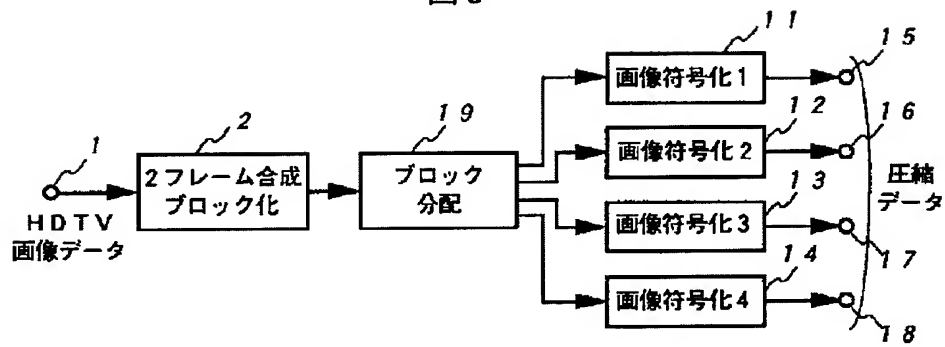 1
HDTV
画像データ
2
2フレーム合成
ブロック化
19
ブロック
分配
11
画像符号化1
15
12
画像符号化2
16
13
画像符号化3
17
14
画像符号化4
18
圧結
データ